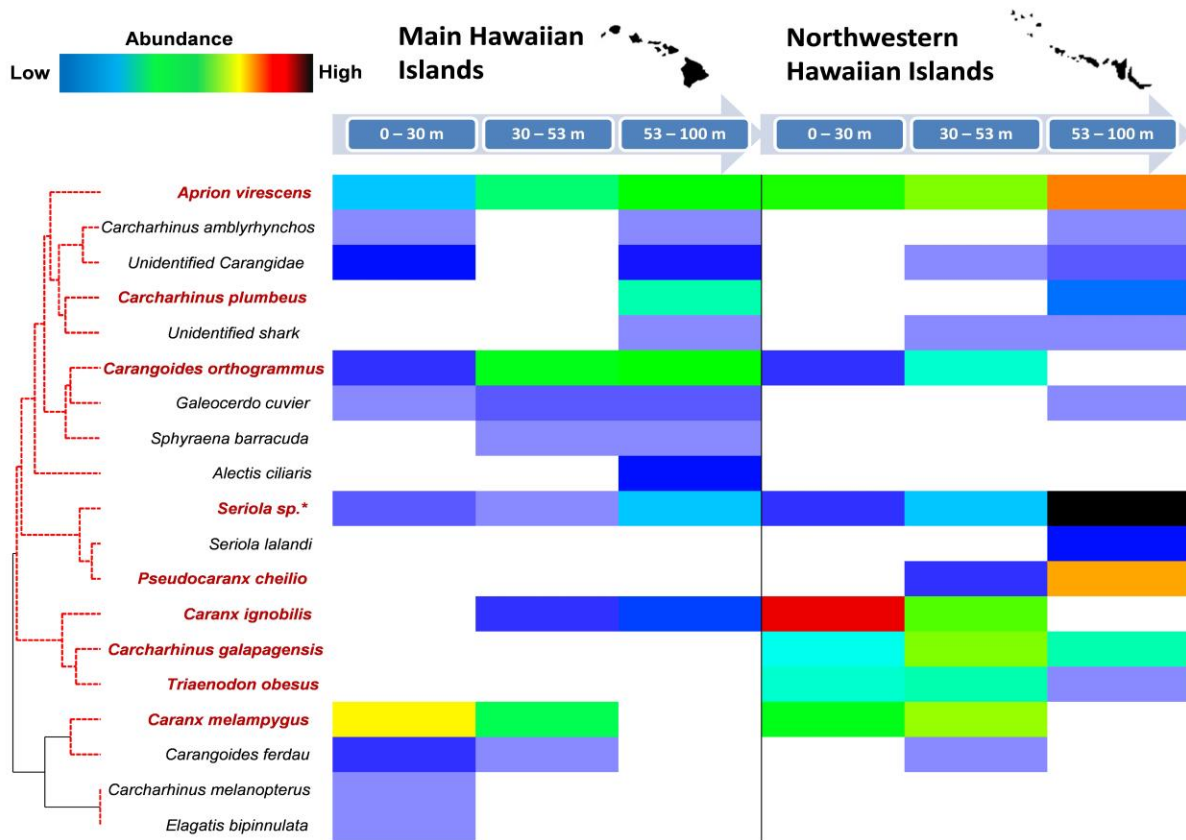 Abundance
Low
High
Main Hawaiian
Islands
Northwestern
Hawaiian Islands
0 – 30 m
30 – 53 m
53 – 100 m
0 – 30 m
30 – 53 m
53 – 100 m
Aprion virescens
Carcharhinus amblyrhynchos
Unidentified Carangidae
Carcharhinus plumbeus
Unidentified shark
Carangoides orthogrammus
Galeocerdo cuvier
Sphyraena barracuda
Alectis ciliaris
Seriola sp.*
Seriola lalandi
Pseudocaranx cheilio
Caranx ignobilis
Carcharhinus galapagensis
Triaenodon obesus
Caranx melampygus
Carangoides ferdau
Carcharhinus melanopterus
Elagatis bipinnulata